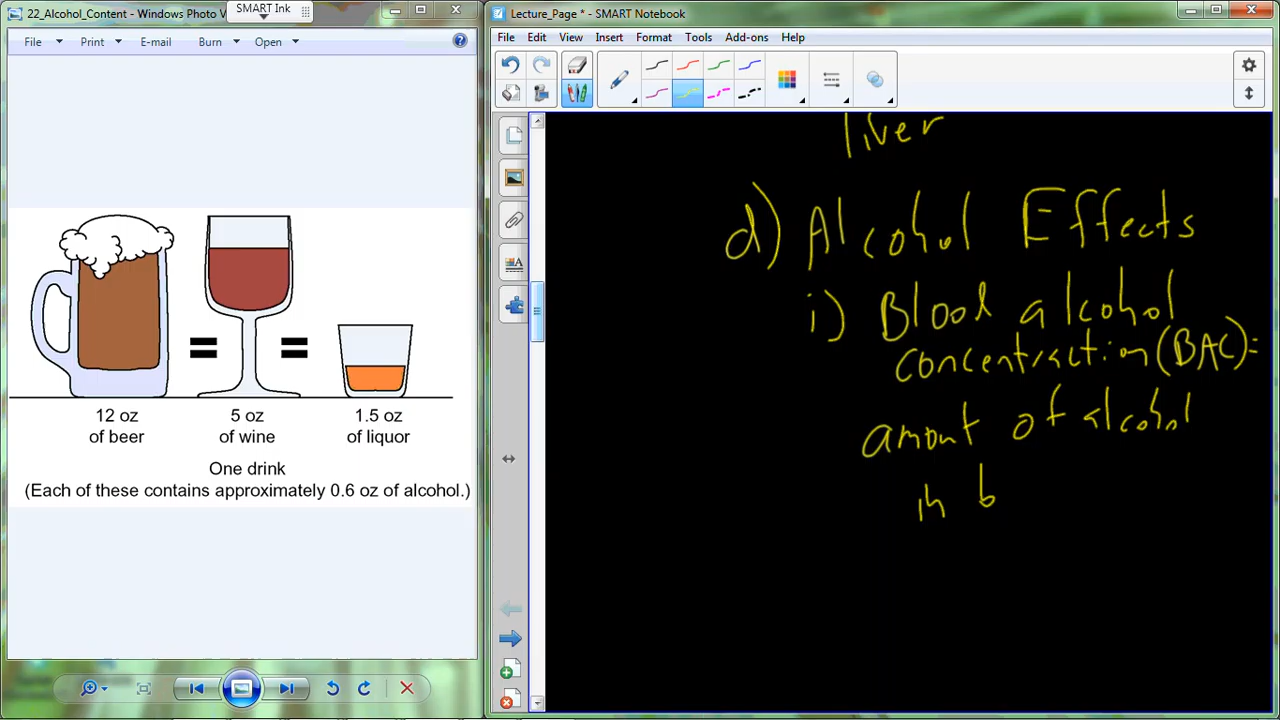 22_Alcohol_Content - Windows Photo V
SMART Ink
File Print E-mail Burn Open
12 oz
of beer
5 oz
of wine
1.5 oz
of liquor
One drink
(Each of these contains approximately 0.6 oz of alcohol.)
Lecture_Page * - SMART Notebook
File Edit View Insert Format Tools Add-ons Help
liver
d) Alcohol Effects
i) Blood alcohol
concentraction (BAC)=
amount of alcohol
in b